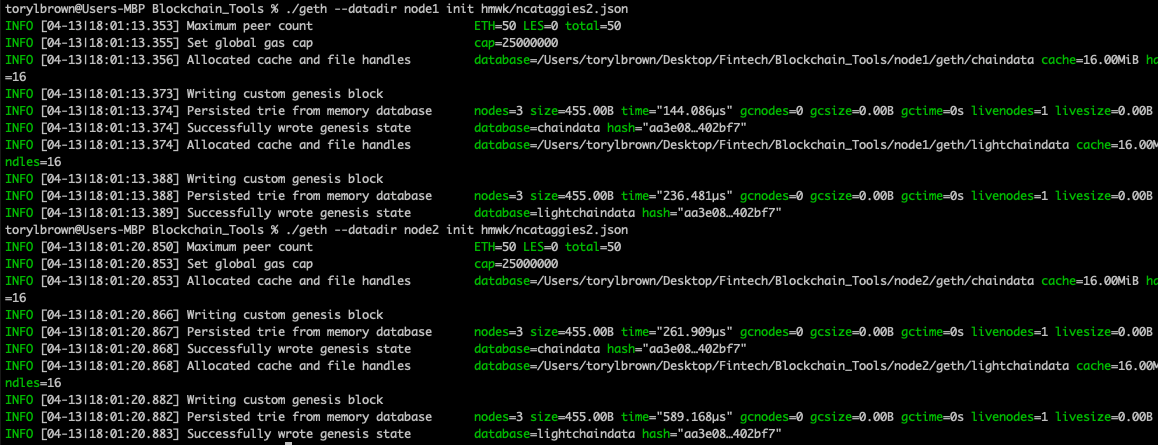 torylbrown@Users-MBP Blockchain_Tools % ./geth --datadir node1 init hmwk/ncataggies2.json
INFO [04-13|18:01:13.353] Maximum peer count ETH=50 LES=0 total=50
INFO [04-13|18:01:13.355] Set global gas cap cap=25000000
INFO [04-13|18:01:13.356] Allocated cache and file handles database=/Users/torylbrown/Desktop/Fintech/Blockchain_Tools/node1/geth/chaindata cache=16.00MiB ha
=16
INFO [04-13|18:01:13.373] Writing custom genesis block
INFO [04-13|18:01:13.374] Persisted trie from memory database nodes=3 size=455.00B time="144.086µs" gcnodes=0 gcsize=0.00B gctime=0s livenodes=1 livesize=0.00B
INFO [04-13|18:01:13.374] Successfully wrote genesis state database=chaindata hash="aa3e08…402bf7"
INFO [04-13|18:01:13.374] Allocated cache and file handles database=/Users/torylbrown/Desktop/Fintech/Blockchain_Tools/node1/geth/lightchaindata cache=16.00M
ndles=16
INFO [04-13|18:01:13.388] Writing custom genesis block
INFO [04-13|18:01:13.388] Persisted trie from memory database nodes=3 size=455.00B time="236.481µs" gcnodes=0 gcsize=0.00B gctime=0s livenodes=1 livesize=0.00B
INFO [04-13|18:01:13.389] Successfully wrote genesis state database=lightchaindata hash="aa3e08…402bf7"
torylbrown@Users-MBP Blockchain_Tools % ./geth --datadir node2 init hmwk/ncataggies2.json
INFO [04-13|18:01:20.850] Maximum peer count ETH=50 LES=0 total=50
INFO [04-13|18:01:20.853] Set global gas cap cap=25000000
INFO [04-13|18:01:20.853] Allocated cache and file handles database=/Users/torylbrown/Desktop/Fintech/Blockchain_Tools/node2/geth/chaindata cache=16.00MiB ha
=16
INFO [04-13|18:01:20.866] Writing custom genesis block
INFO [04-13|18:01:20.867] Persisted trie from memory database nodes=3 size=455.00B time="261.909µs" gcnodes=0 gcsize=0.00B gctime=0s livenodes=1 livesize=0.00B
INFO [04-13|18:01:20.868] Successfully wrote genesis state database=chaindata hash="aa3e08…402bf7"
INFO [04-13|18:01:20.868] Allocated cache and file handles database=/Users/torylbrown/Desktop/Fintech/Blockchain_Tools/node2/geth/lightchaindata cache=16.00M
ndles=16
INFO [04-13|18:01:20.882] Writing custom genesis block
INFO [04-13|18:01:20.882] Persisted trie from memory database nodes=3 size=455.00B time="589.168µs" gcnodes=0 gcsize=0.00B gctime=0s livenodes=1 livesize=0.00B
INFO [04-13|18:01:20.883] Successfully wrote genesis state database=lightchaindata hash="aa3e08…402bf7"